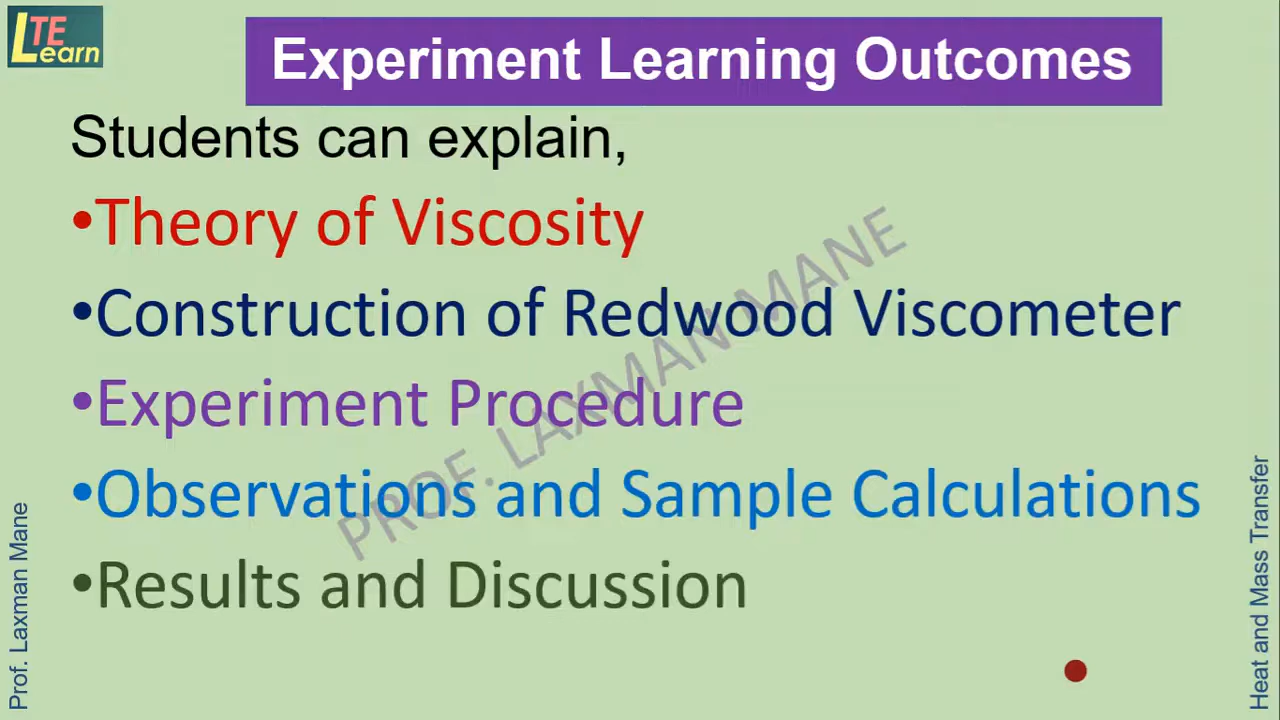 LTE
Learn
Experiment Learning Outcomes
Students can explain,
•Theory of Viscosity
•Construction of Redwood Viscometer
•Experiment Procedure
•Observations and Sample Calculations
•Results and Discussion
PROF. LAXMAN MANE
Prof. Laxman Mane
Heat and Mass Transfer